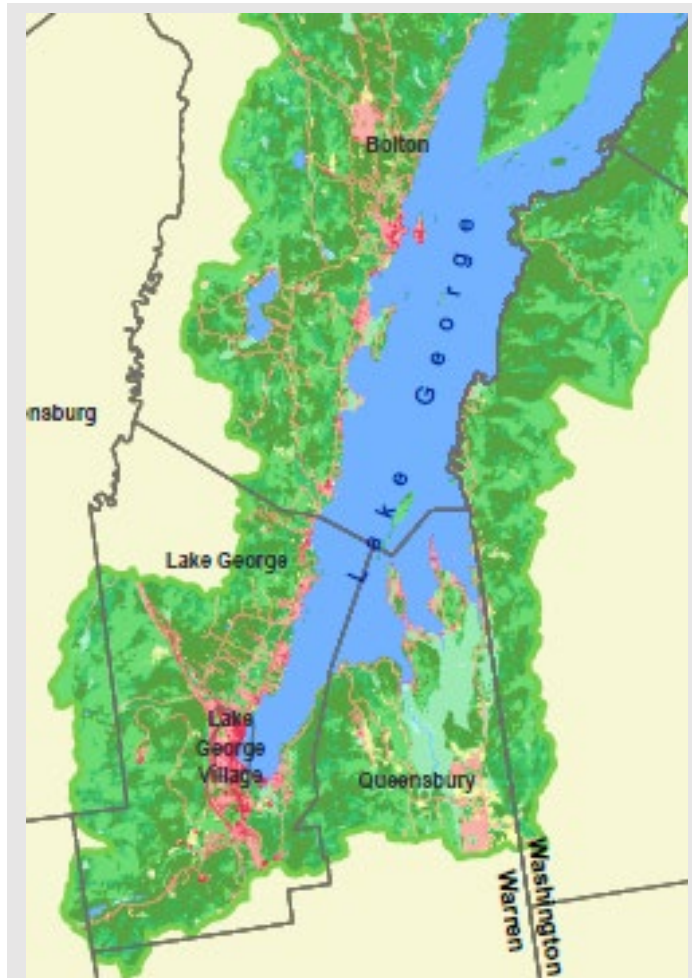 Bolton
Lake George
nsburg
Lake George
Lake
George
Village
Queensbury
Washington
Warren